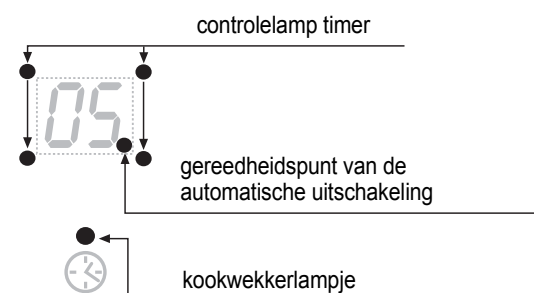 controlelamp timer
05
gereedheidspunt van de
automatische uitschakeling
kookwekkerlampje